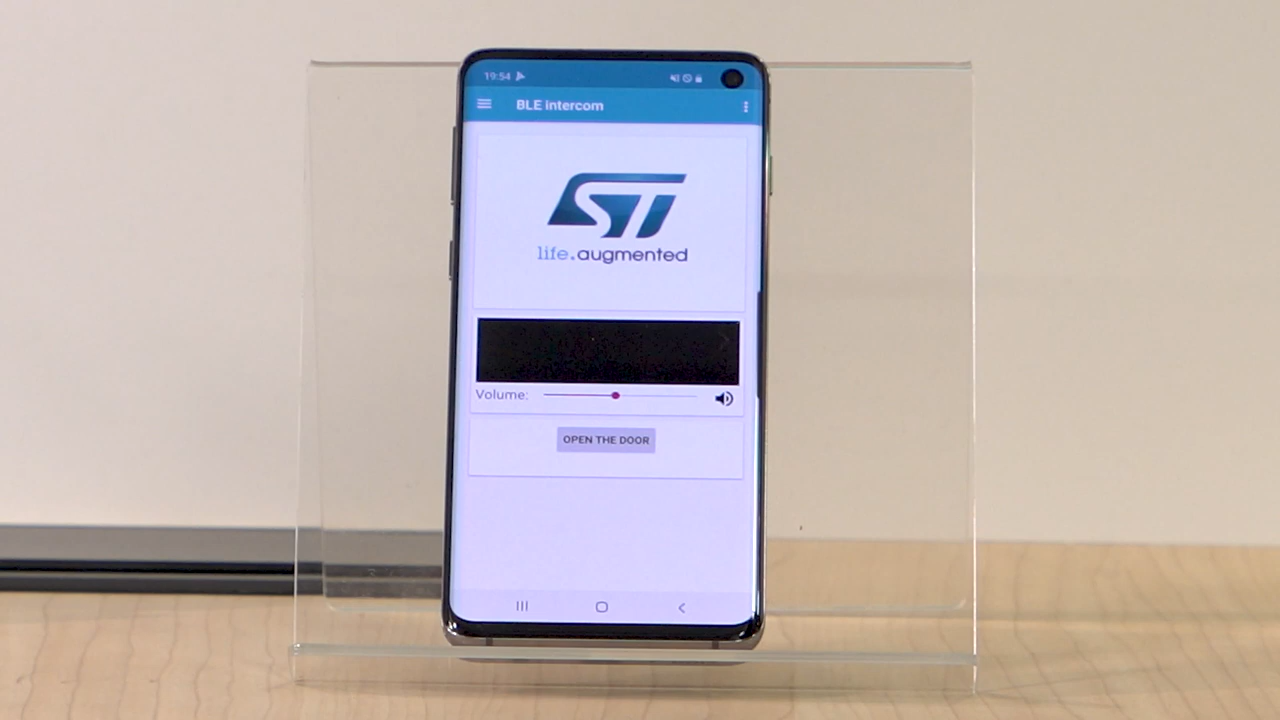 19:54
BLE intercom
ST
life.augmented
Volume:
OPEN THE DOOR